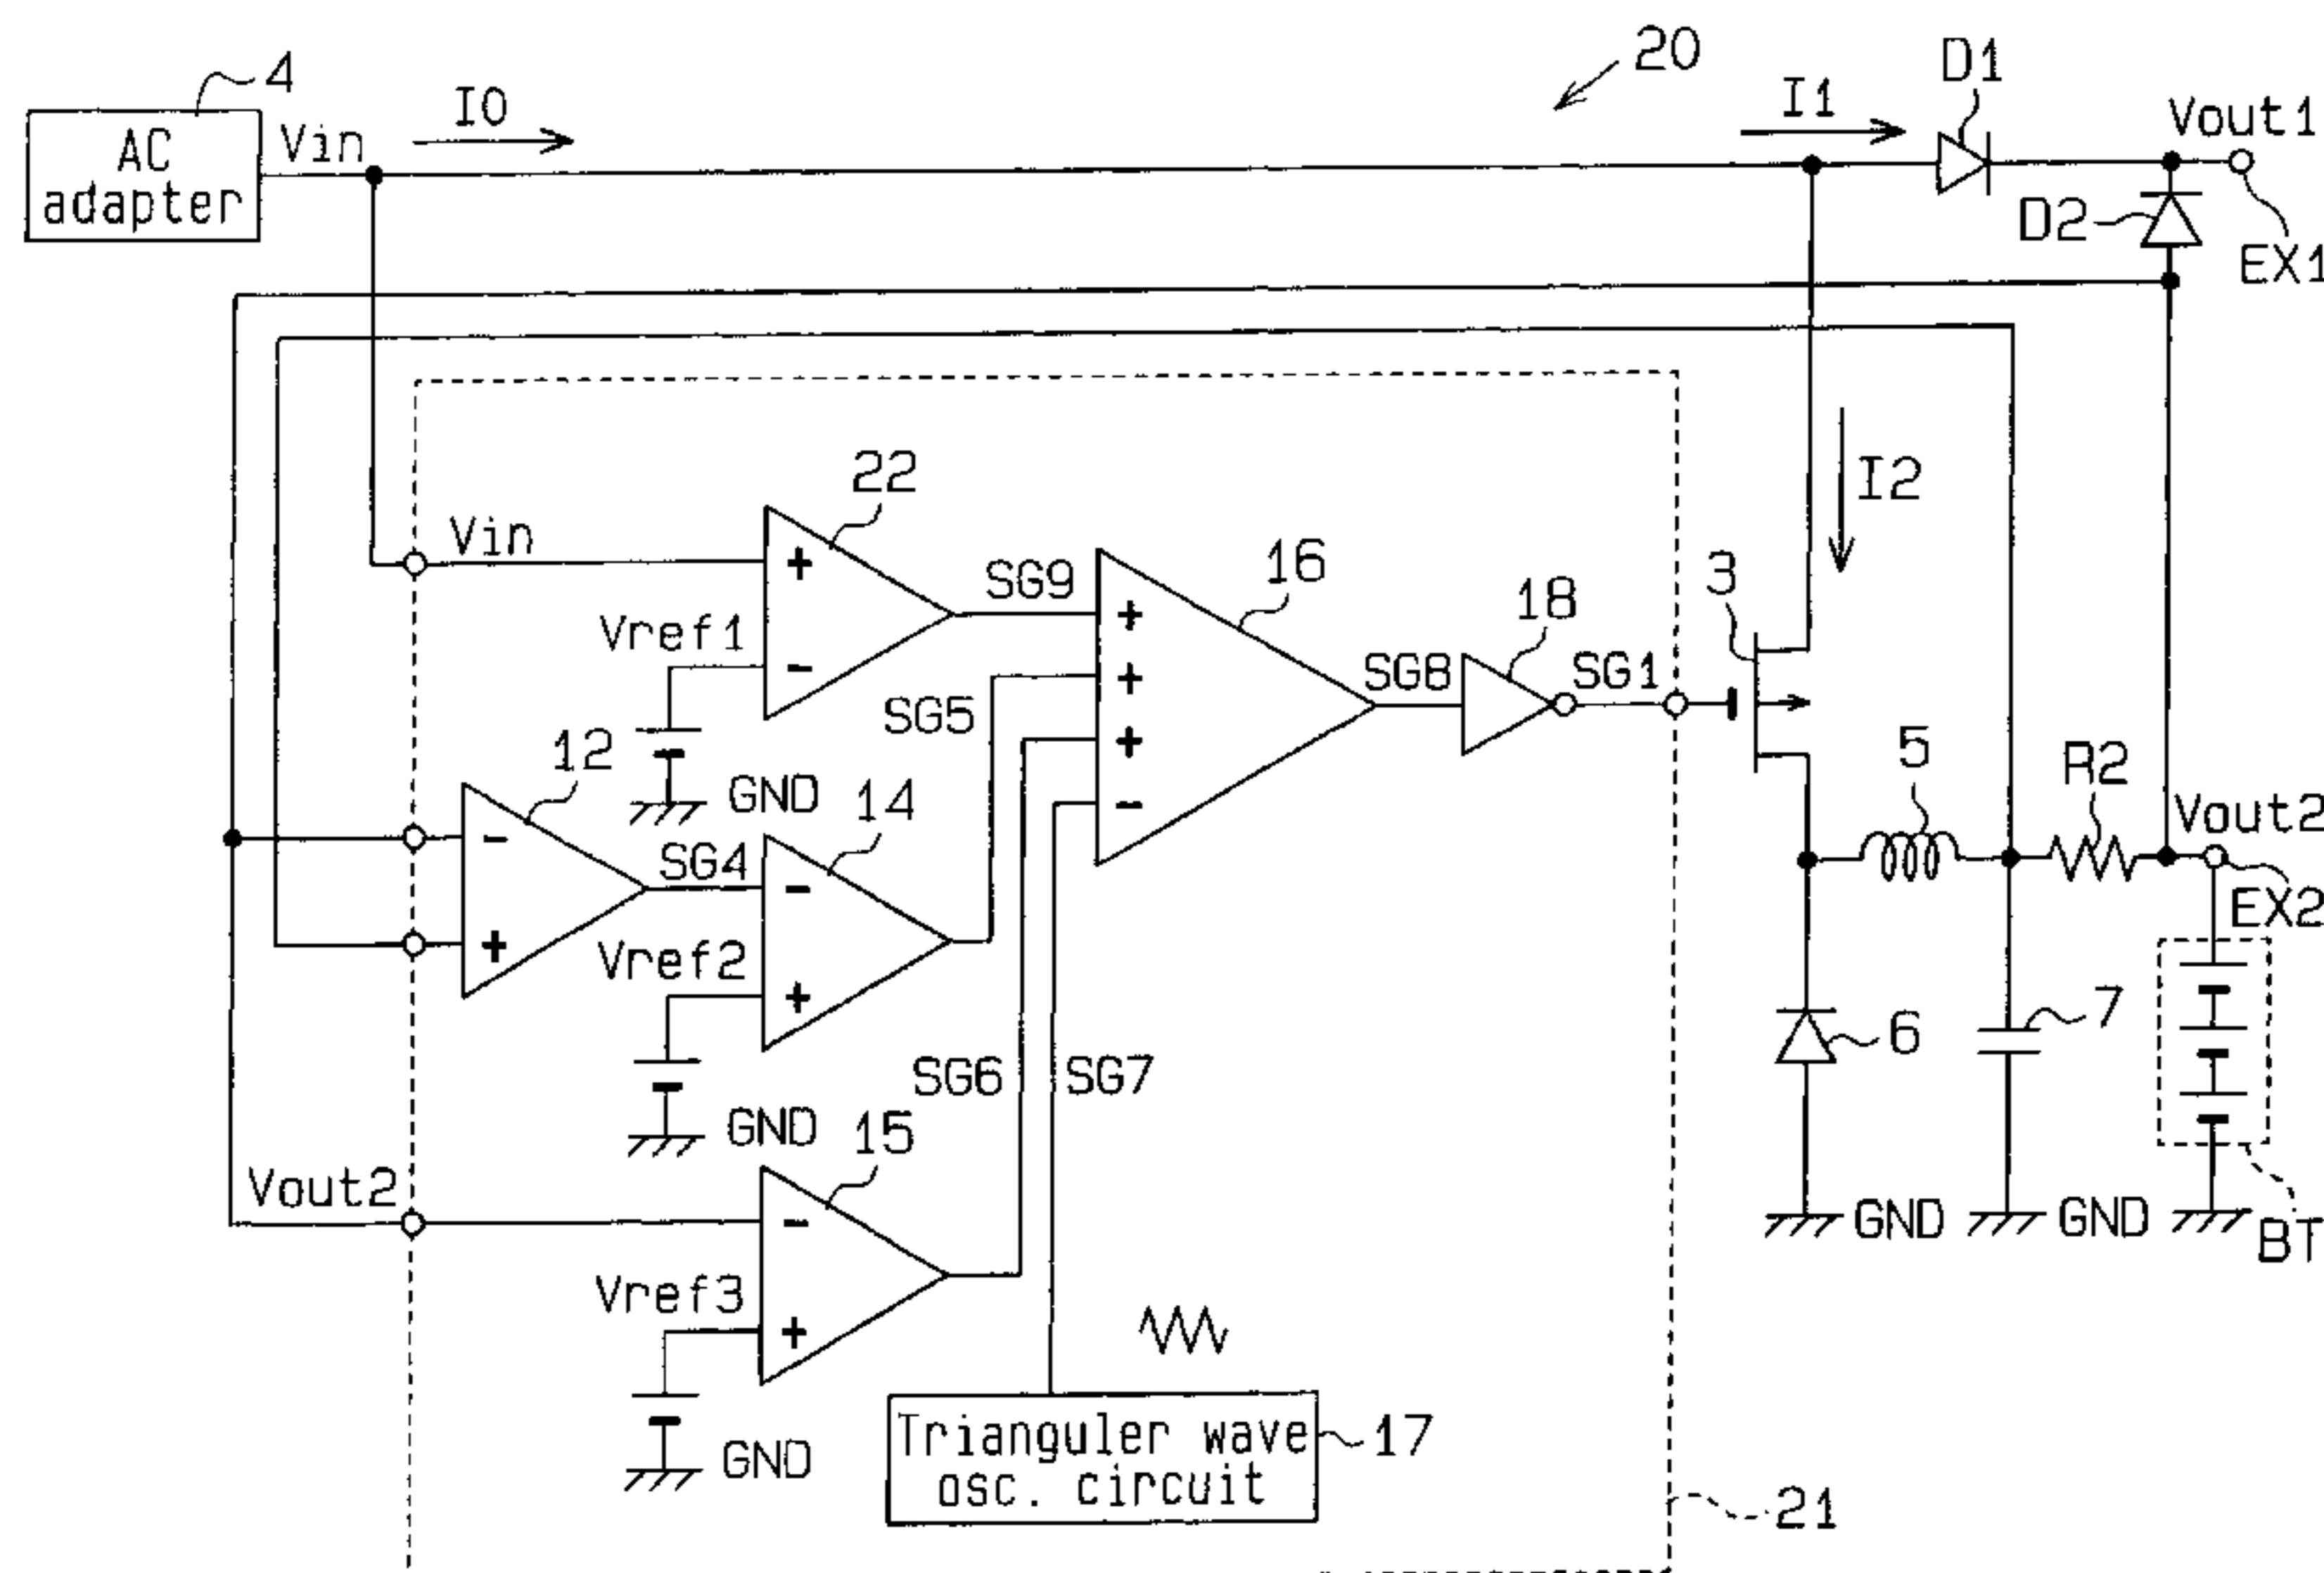 20
4
AC
adapter
Vin
I0
I1
D1
Vout1
D2
EX1
I2
22
Vin
SG9
16
3
18
Vref1
SG8
SG1
SG5
12
GND
14
5
R2
Vout2
SG4
EX2
Vref2
7
6
SG6
SG7
GND
15
Vout2
GND
GND
BT
Vref3
Trianguler wave
osc. circuit
17
GND
21